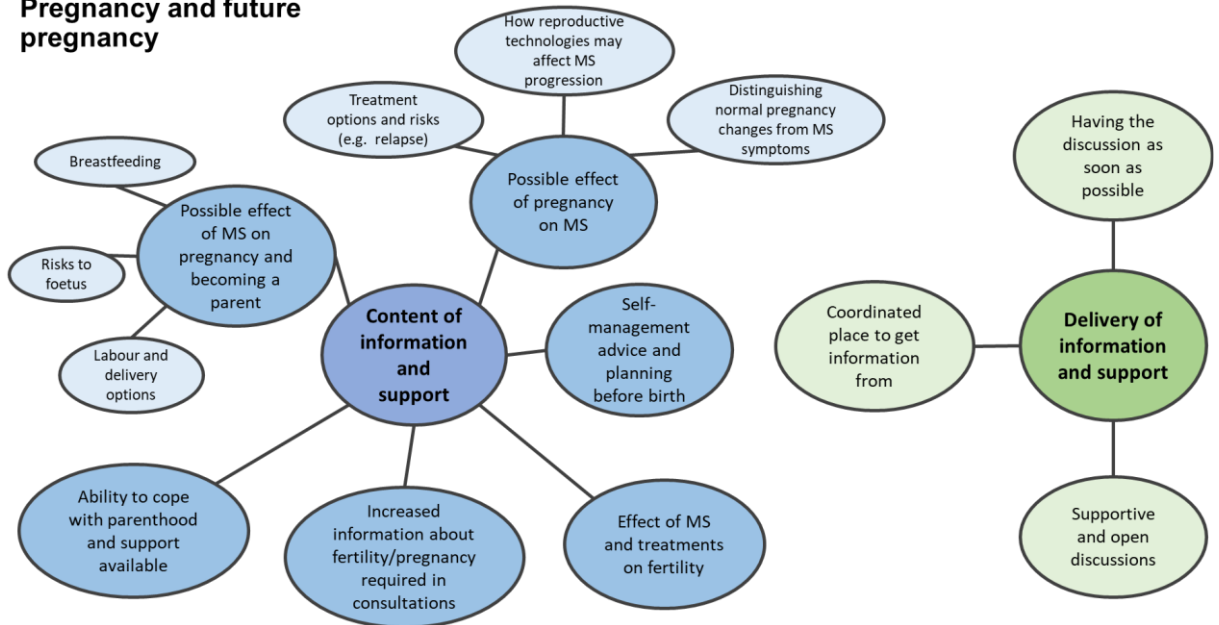 Pregnancy and future
pregnancy
How reproductive
technologies may
affect MS
progression
Treatment
options and risks
(e.g. relapse)
Distinguishing
normal pregnancy
changes from MS
symptoms
Possible effect
of pregnancy
on MS
Breastfeeding
Possible effect
of MS on
pregnancy and
becoming a
parent
Risks to
foetus
Labour and
delivery
options
Content of
information
and
support
Self-
management
advice and
planning
before birth
Ability to cope
with parenthood
and support
available
Increased
information about
fertility/pregnancy
required in
consultations
Effect of MS
and treatments
on fertility
Having the
discussion as
soon as
possible
Coordinated
place to get
information
from
Delivery of
information
and support
Supportive
and open
discussions